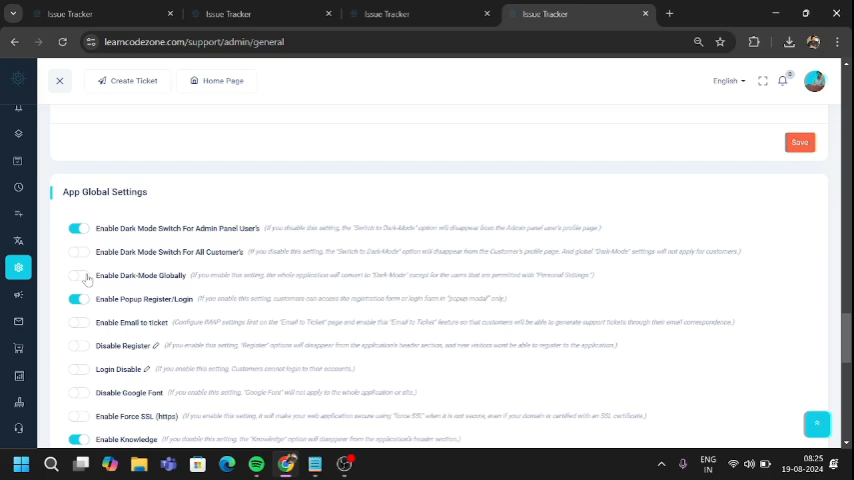 Issue Tracker
Issue Tracker
Issue Tracker
Issue Tracker
learncodezone.com/support/admin/general
Create Ticket
Home Page
English
0
Save
App Global Settings
Enable Dark Mode Switch For Admin Panel User's (If you disable this setting, the "Switch to Dark-Mode" option will disappear from the Admin panel user's profile page.)
Enable Dark Mode Switch For All Customer's (If you disable this setting, the "Switch to Dark-Mode" option will disappear from the Customer's profile page. And global "Dark-Mode" settings will not apply for customers.)
Enable Dark-Mode Globally (If you enable this setting, the whole application will convert to "Dark-Mode" except for the users that are permitted with "Personal Settings".)
Enable Popup Register/Login (If you enable this setting, customers can access the registration form or login form in "popup modal" only.)
Enable Email to ticket (Configure IMAP settings first on the "Email to Ticket" page and enable this "Email to Ticket" feature so that customers will be able to generate support tickets through their email correspondence.)
Disable Register (If you enable this setting, "Register" options will disappear from the application's header section, and new visitors wont be able to register to the application.)
Login Disable (If you enable this setting, Customers cannot login to their accounts.)
Disable Google Font (If you enable this setting, "Google Font" will not apply to the whole application or site.)
Enable Force SSL (https) (If you enable this setting, it will make your web application secure using "force SSL" when it is not secure, even if your domain is certified with an SSL certificate.)
Enable Knowledge (If you disable this setting, the "Knowledge" option will disappear from the application's header section.)
ENG
IN
08:25
19-08-2024